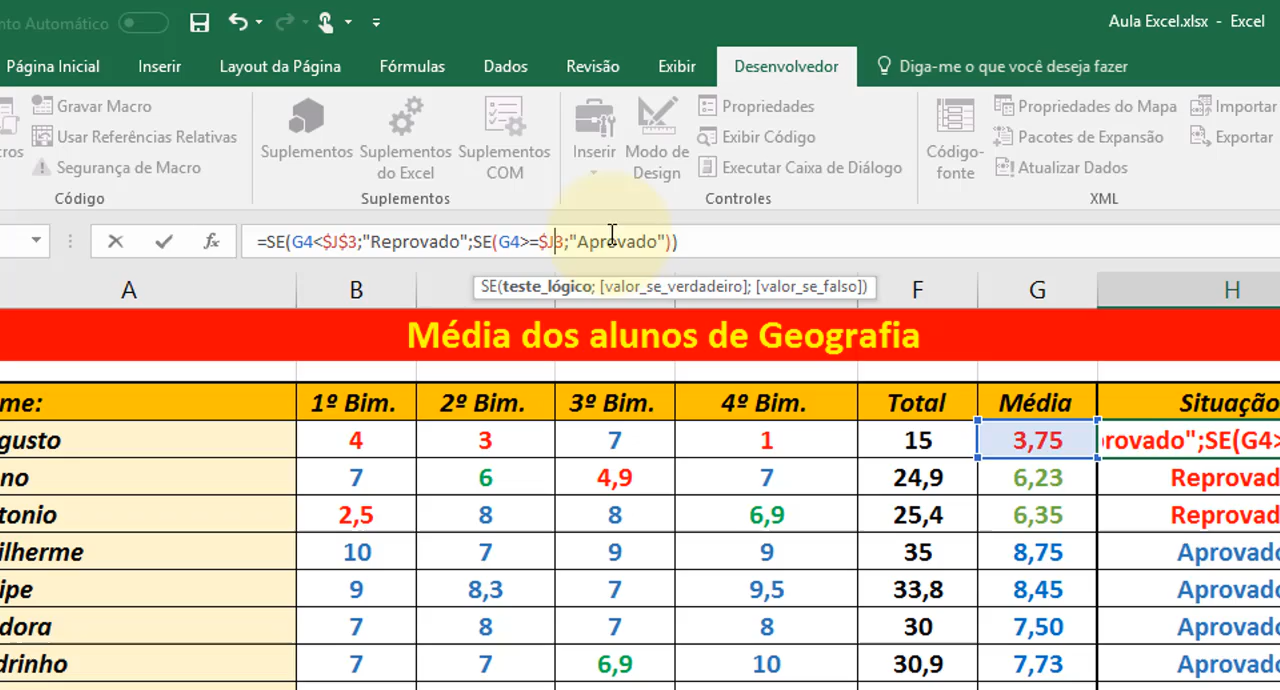 nto Automático
Aula Excel.xlsx - Excel
Página Inicial Inserir Layout da Página Fórmulas Dados Revisão Exibir Desenvolvedor Diga-me o que você deseja fazer
Gravar Macro
Usar Referências Relativas
ros
Segurança de Macro
Código
Suplementos
Suplementos do Excel
Suplementos COM
Suplementos
Inserir
Modo de Design
Propriedades
Exibir Código
Executar Caixa de Diálogo
Controles
Código-fonte
Propriedades do Mapa
Pacotes de Expansão
Atualizar Dados
Importar
Exportar
XML
fx =SE(G4<$J$3;"Reprovado";SE(G4>=$J3;"Aprovado"))
SE(teste_lógico; [valor_se_verdadeiro]; [valor_se_falso])
A B F G H
Média dos alunos de Geografia
me: 1º Bim. 2º Bim. 3º Bim. 4º Bim. Total Média Situação
gusto 4 3 7 1 15 3,75 rovado";SE(G4>
no 7 6 4,9 7 24,9 6,23 Reprovad
tonio 2,5 8 8 6,9 25,4 6,35 Reprovad
ilherme 10 7 9 9 35 8,75 Aprovado
ipe 9 8,3 7 9,5 33,8 8,45 Aprovado
dora 7 8 7 8 30 7,50 Aprovado
drinho 7 7 6,9 10 30,9 7,73 Aprovado